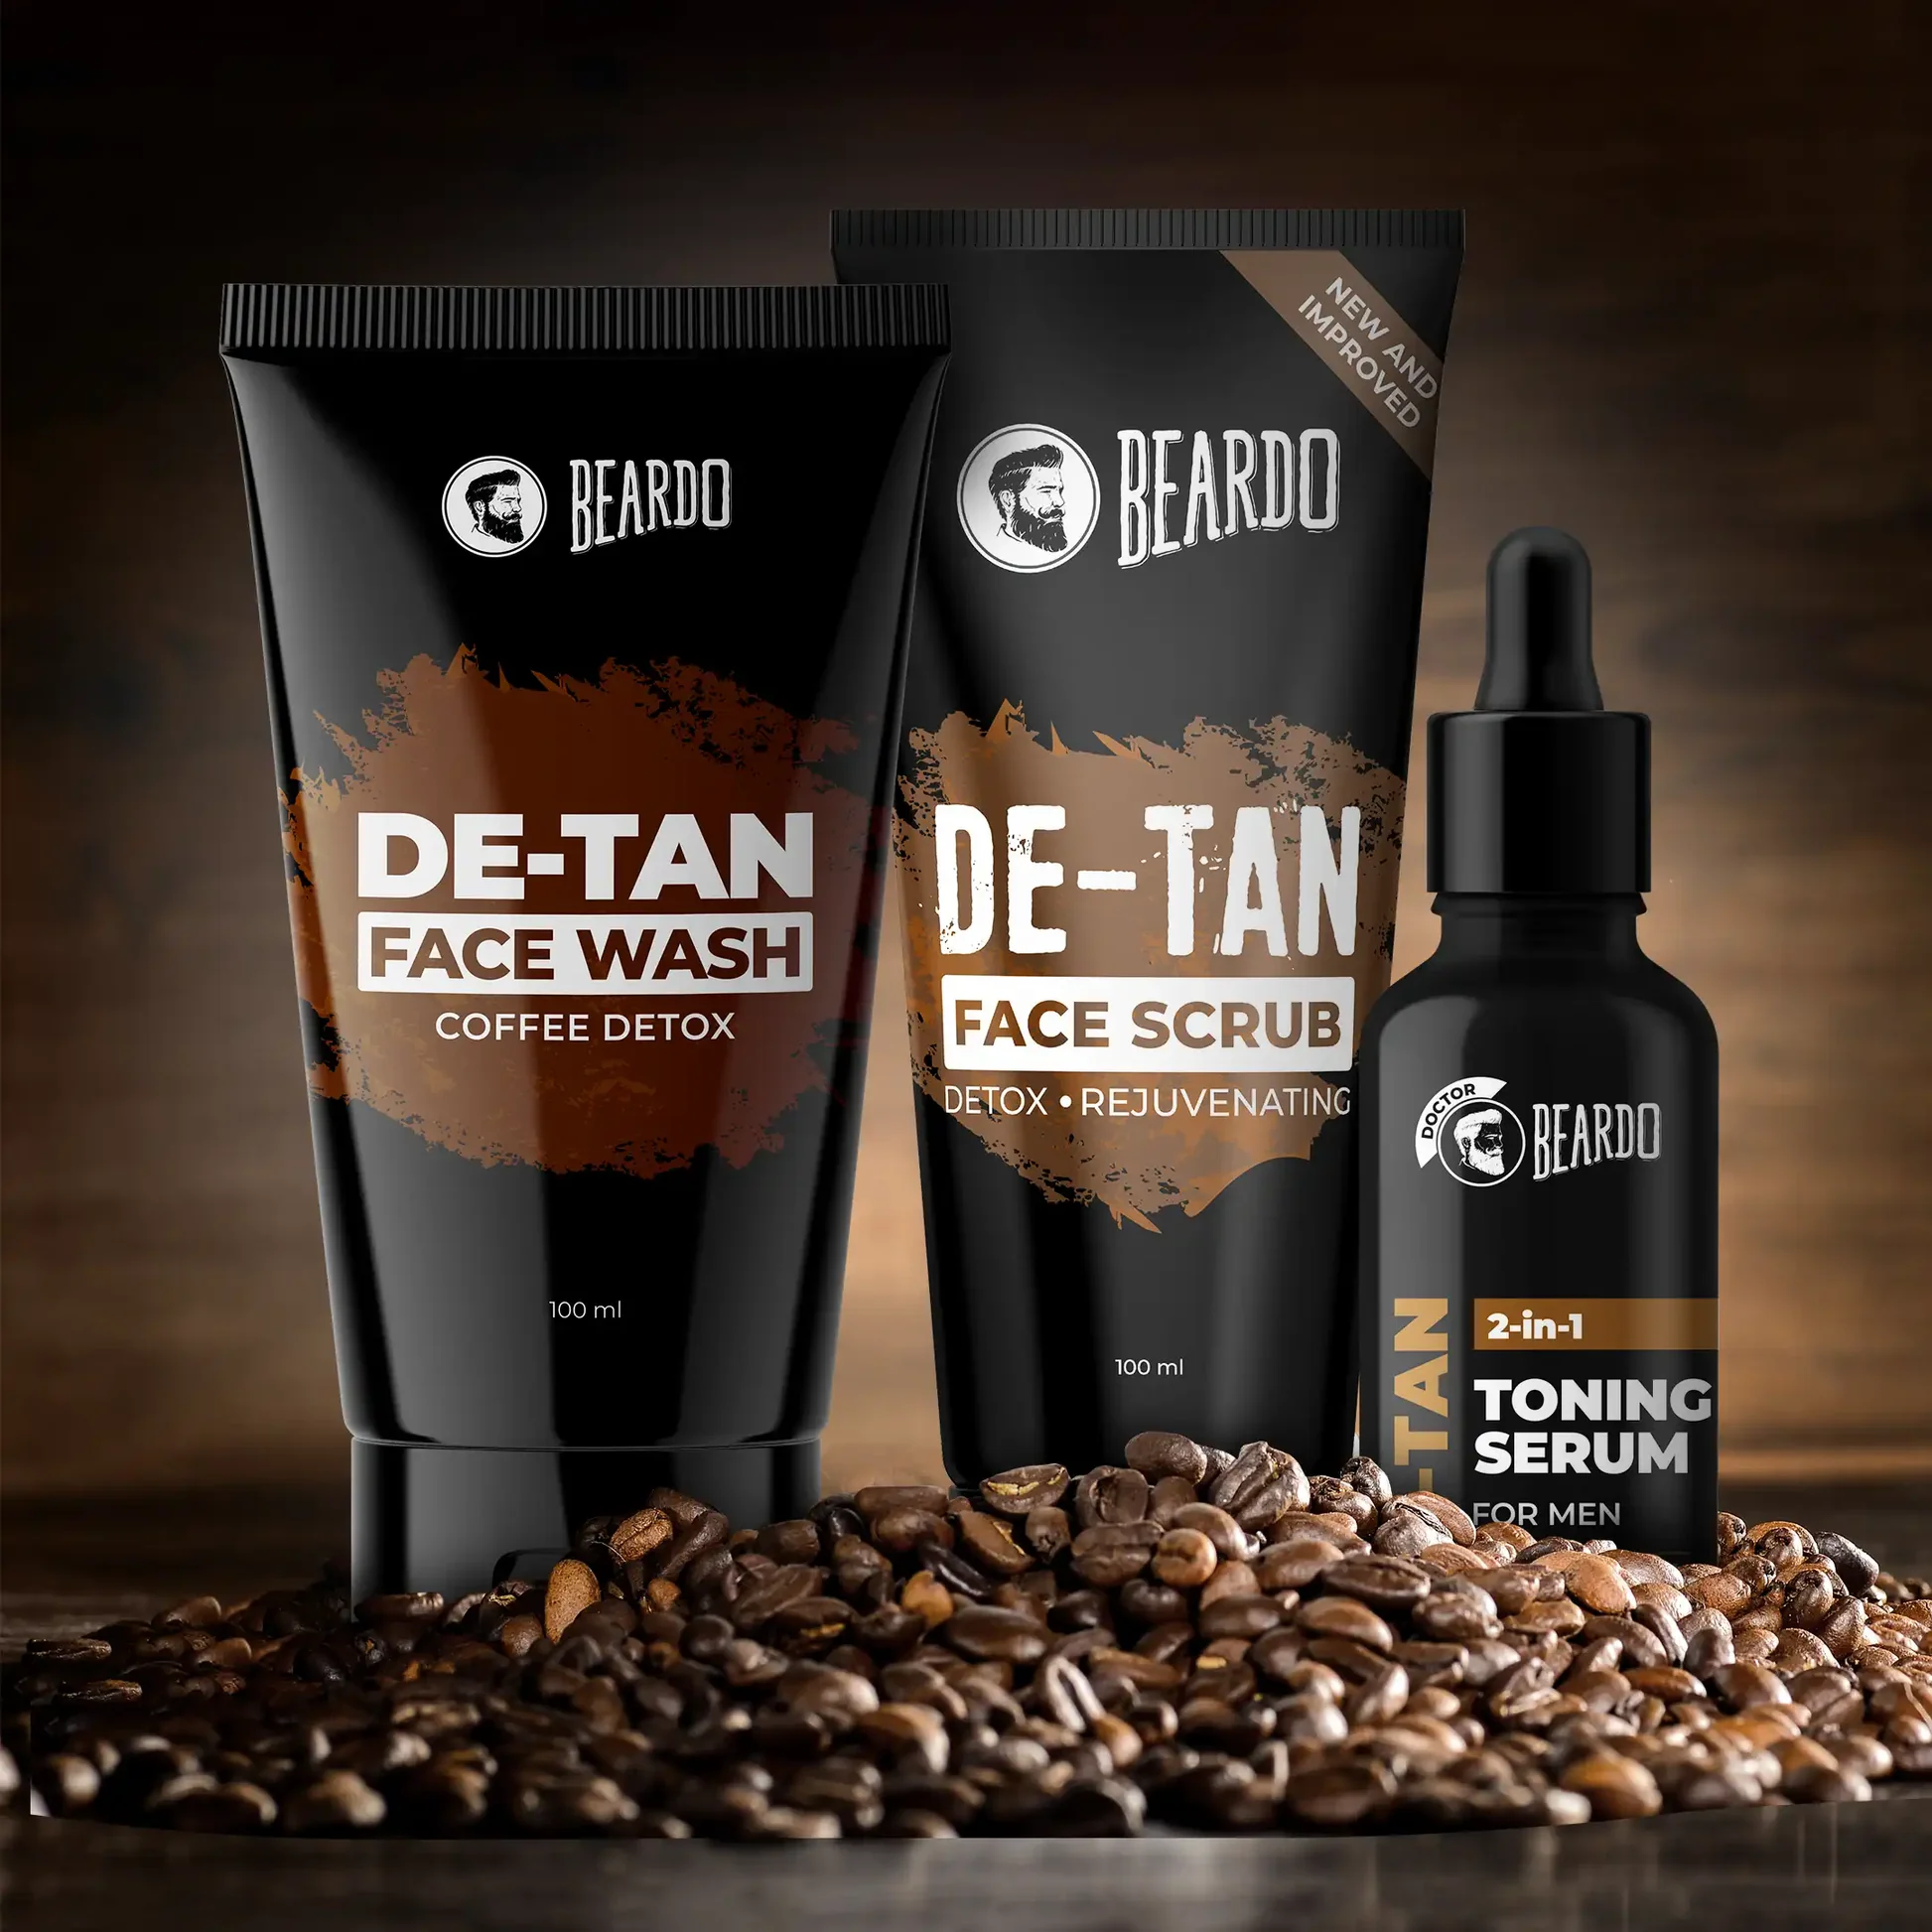 BEARDO
DE-TAN
FACE WASH
COFFEE DETOX
100 ml
NEW AND
IMPROVED
BEARDO
DE-TAN
FACE SCRUB
DETOX • REJUVENATING
100 ml
DOCTOR
BEARDO
-TAN
2-in-1
TONING
SERUM
FOR MEN